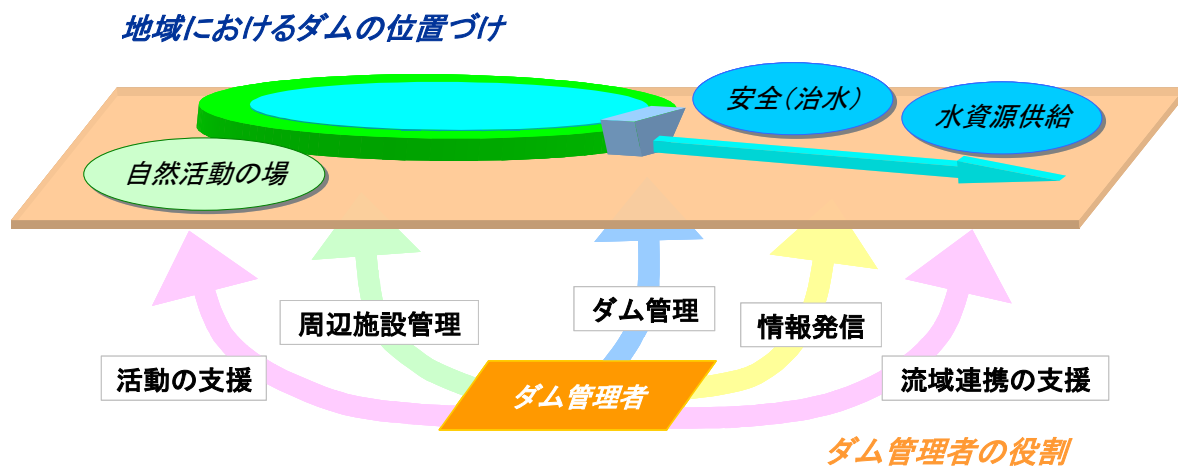 地域におけるダムの位置づけ
安全(治水)
水資源供給
自然活動の場
周辺施設管理
ダム管理
情報発信
活動の支援
流域連携の支援
ダム管理者
ダム管理者の役割